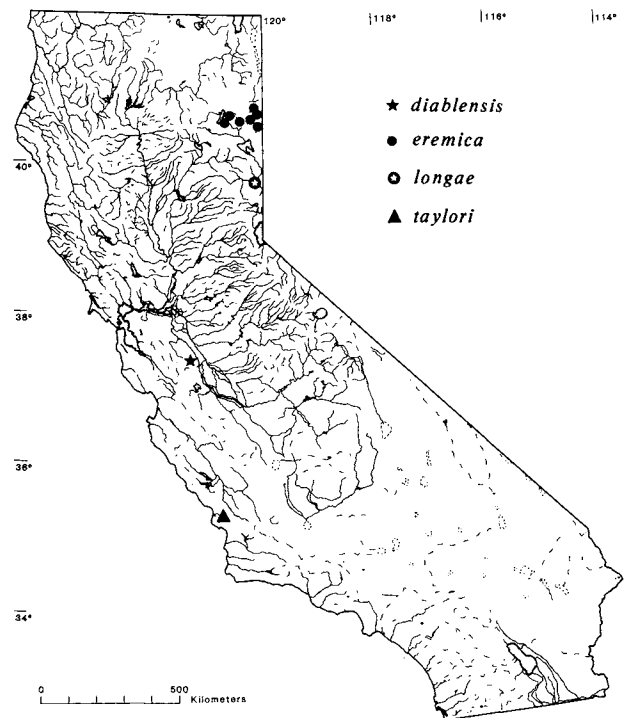 120° 118° 116° 114°
diablensis
eremica
longae
taylori
40°
38°
36°
34°
0 500
Kilometers